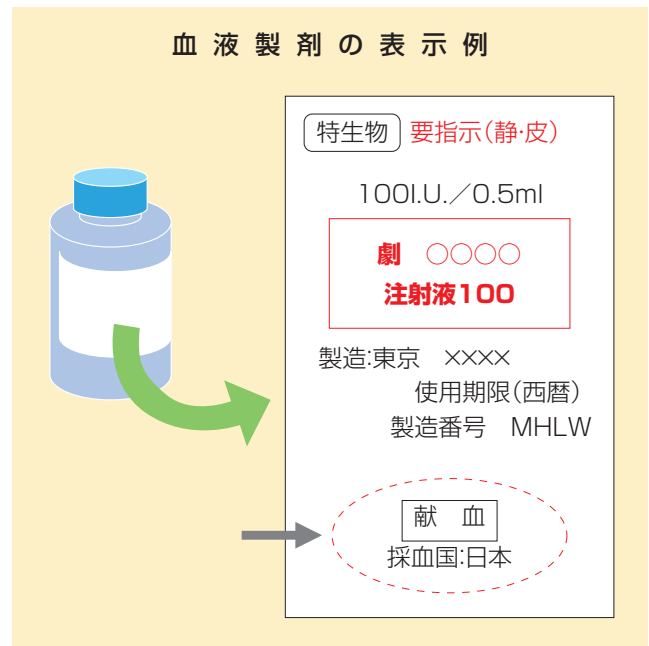 血液製剤の表示例
特生物 要指示(静・皮)
100I.U./0.5ml
劇 ○○○○
注射液100
製造:東京 ××××
使用期限(西暦)
製造番号 MHLW
献 血
採血国:日本